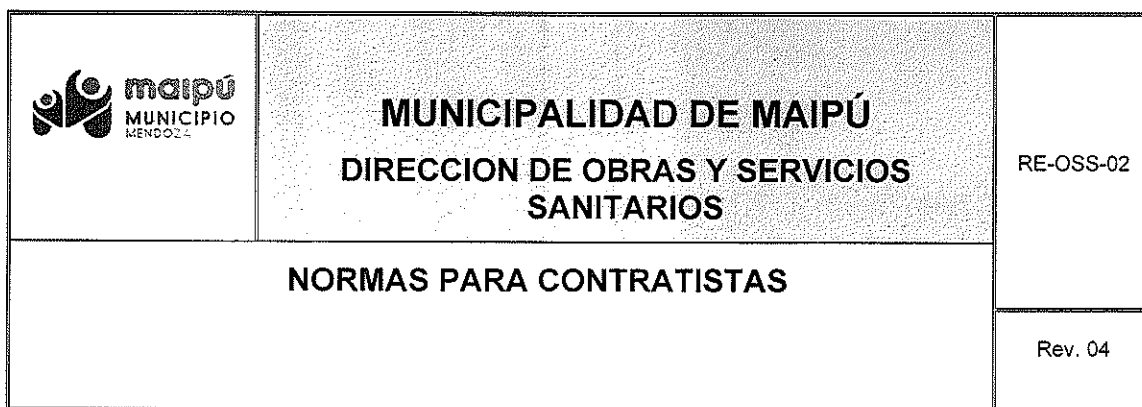 maipú
MUNICIPIO
MENDOZA
MUNICIPALIDAD DE MAIPÚ
DIRECCION DE OBRAS Y SERVICIOS
SANITARIOS
RE-OSS-02
NORMAS PARA CONTRATISTAS
Rev. 04